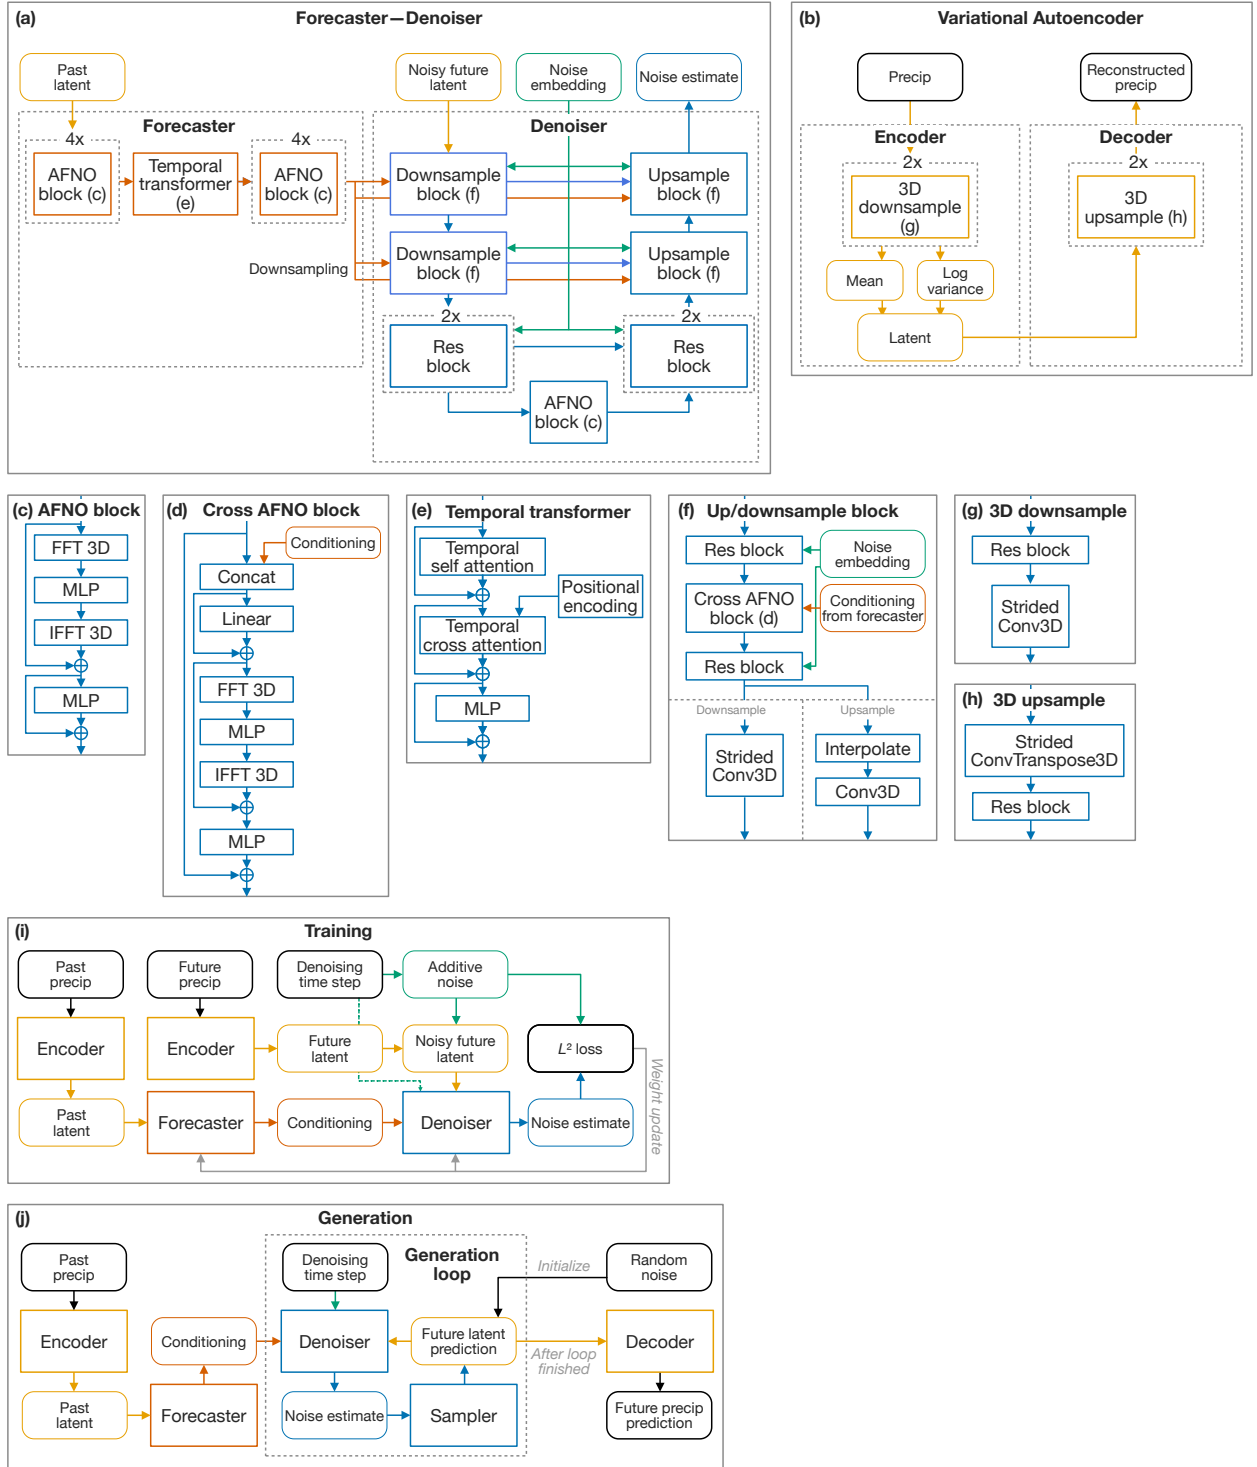 (a)
Forecaster—Denoiser
Past
latent
Noisy future
latent
Noise
embedding
Noise estimate
Forecaster
4x
AFNO
block (c)
Temporal
transformer
(e)
4x
AFNO
block (c)
Downsampling
Denoiser
Downsample
block (f)
Upsample
block (f)
Downsample
block (f)
Upsample
block (f)
2x
Res
block
2x
Res
block
AFNO
block (c)
(b)
Variational Autoencoder
Precip
Reconstructed
precip
Encoder
2x
3D
downsample
(g)
Mean
Log
variance
Latent
Decoder
2x
3D
upsample (h)
(c) AFNO block
FFT 3D
MLP
IFFT 3D
MLP
(d) Cross AFNO block
Conditioning
Concat
Linear
FFT 3D
MLP
IFFT 3D
MLP
(e) Temporal transformer
Temporal
self attention
Positional
encoding
Temporal
cross attention
MLP
(f) Up/downsample block
Res block
Noise
embedding
Cross AFNO
block (d)
Conditioning
from forecaster
Res block
Downsample
Upsample
Strided
Conv3D
Interpolate
Conv3D
(g) 3D downsample
Res block
Strided
Conv3D
(h) 3D upsample
Strided
ConvTranspose3D
Res block
(i)
Training
Past
precip
Future
precip
Denoising
time step
Additive
noise
Encoder
Encoder
Future
latent
Noisy future
latent
L² loss
Weight update
Past
latent
Forecaster
Conditioning
Denoiser
Noise estimate
(j)
Generation
Past
precip
Denoising
time step
Generation
loop
Initialize
Random
noise
Encoder
Conditioning
Denoiser
Future latent
prediction
After loop
finished
Decoder
Past
latent
Forecaster
Noise estimate
Sampler
Future precip
prediction